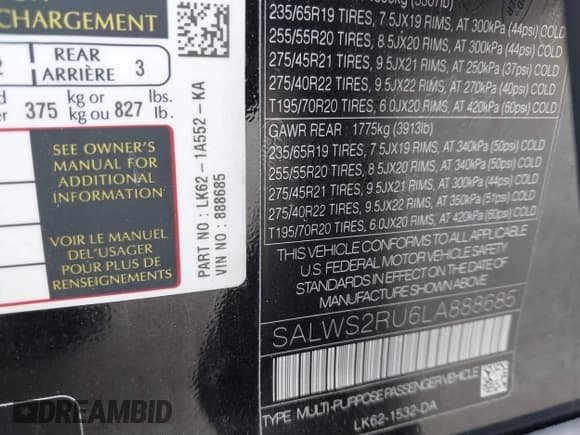 CHARGEMENT
2 REAR 3
ARRIÈRE
375 kg or 827 lbs.
kg ou lb.
SEE OWNER'S
MANUAL FOR
ADDITIONAL
INFORMATION
VOIR LE MANUEL
DEL'USAGER
POUR PLUS DE
RENSEIGNEMENTS
PART NO : LK62-1A552-KA
VIN NO : 888685
235/65R19 TIRES, 7.5JX19 RIMS, AT 300kPa (44psi) COLD
255/55R20 TIRES, 8.5JX20 RIMS, AT 300kPa (44psi) COLD
275/45R21 TIRES, 9.5JX21 RIMS, AT 250kPa (37psi) COLD
275/40R22 TIRES, 9.5JX22 RIMS, AT 270kPa (40psi) COLD
T195/70R20 TIRES, 6.0JX20 RIMS, AT 420kPa (60psi) COLD
GAWR REAR 1775kg (3913lb)
235/65R19 TIRES, 7.5JX19 RIMS, AT 340kPa (50psi) COLD
255/55R20 TIRES, 8.5JX20 RIMS, AT 340kPa (50psi) COLD
275/45R21 TIRES, 9.5JX21 RIMS, AT 300kPa (44psi) COLD
275/40R22 TIRES, 9.5JX22 RIMS, AT 350kPa (51psi) COLD
T195/70R20 TIRES, 6.0JX20 RIMS, AT 420kPa (60psi) COLD
THIS VEHICLE CONFORMS TO ALL APPLICABLE
U.S. FEDERAL MOTOR VEHICLE SAFETY
STANDARDS IN EFFECT ON THE DATE OF
MANUFACTURE SHOWN ABOVE.
SALWS2RU6LA888685
TYPE MULTI-PURPOSE PASSENGER VEHICLE
LK62-1532-DA
DREAMBID